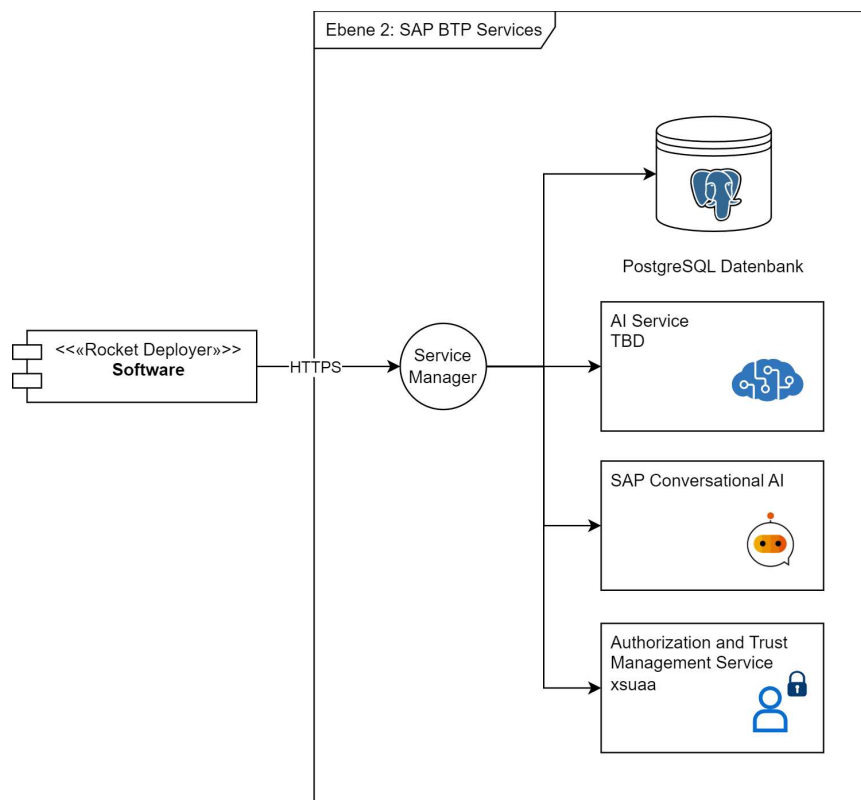 Ebene 2: SAP BTP Services
PostgreSQL Datenbank
<<«Rocket Deployer»>>
Software
HTTPS
Service
Manager
AI Service
TBD
SAP Conversational AI
Authorization and Trust
Management Service
xsuaa